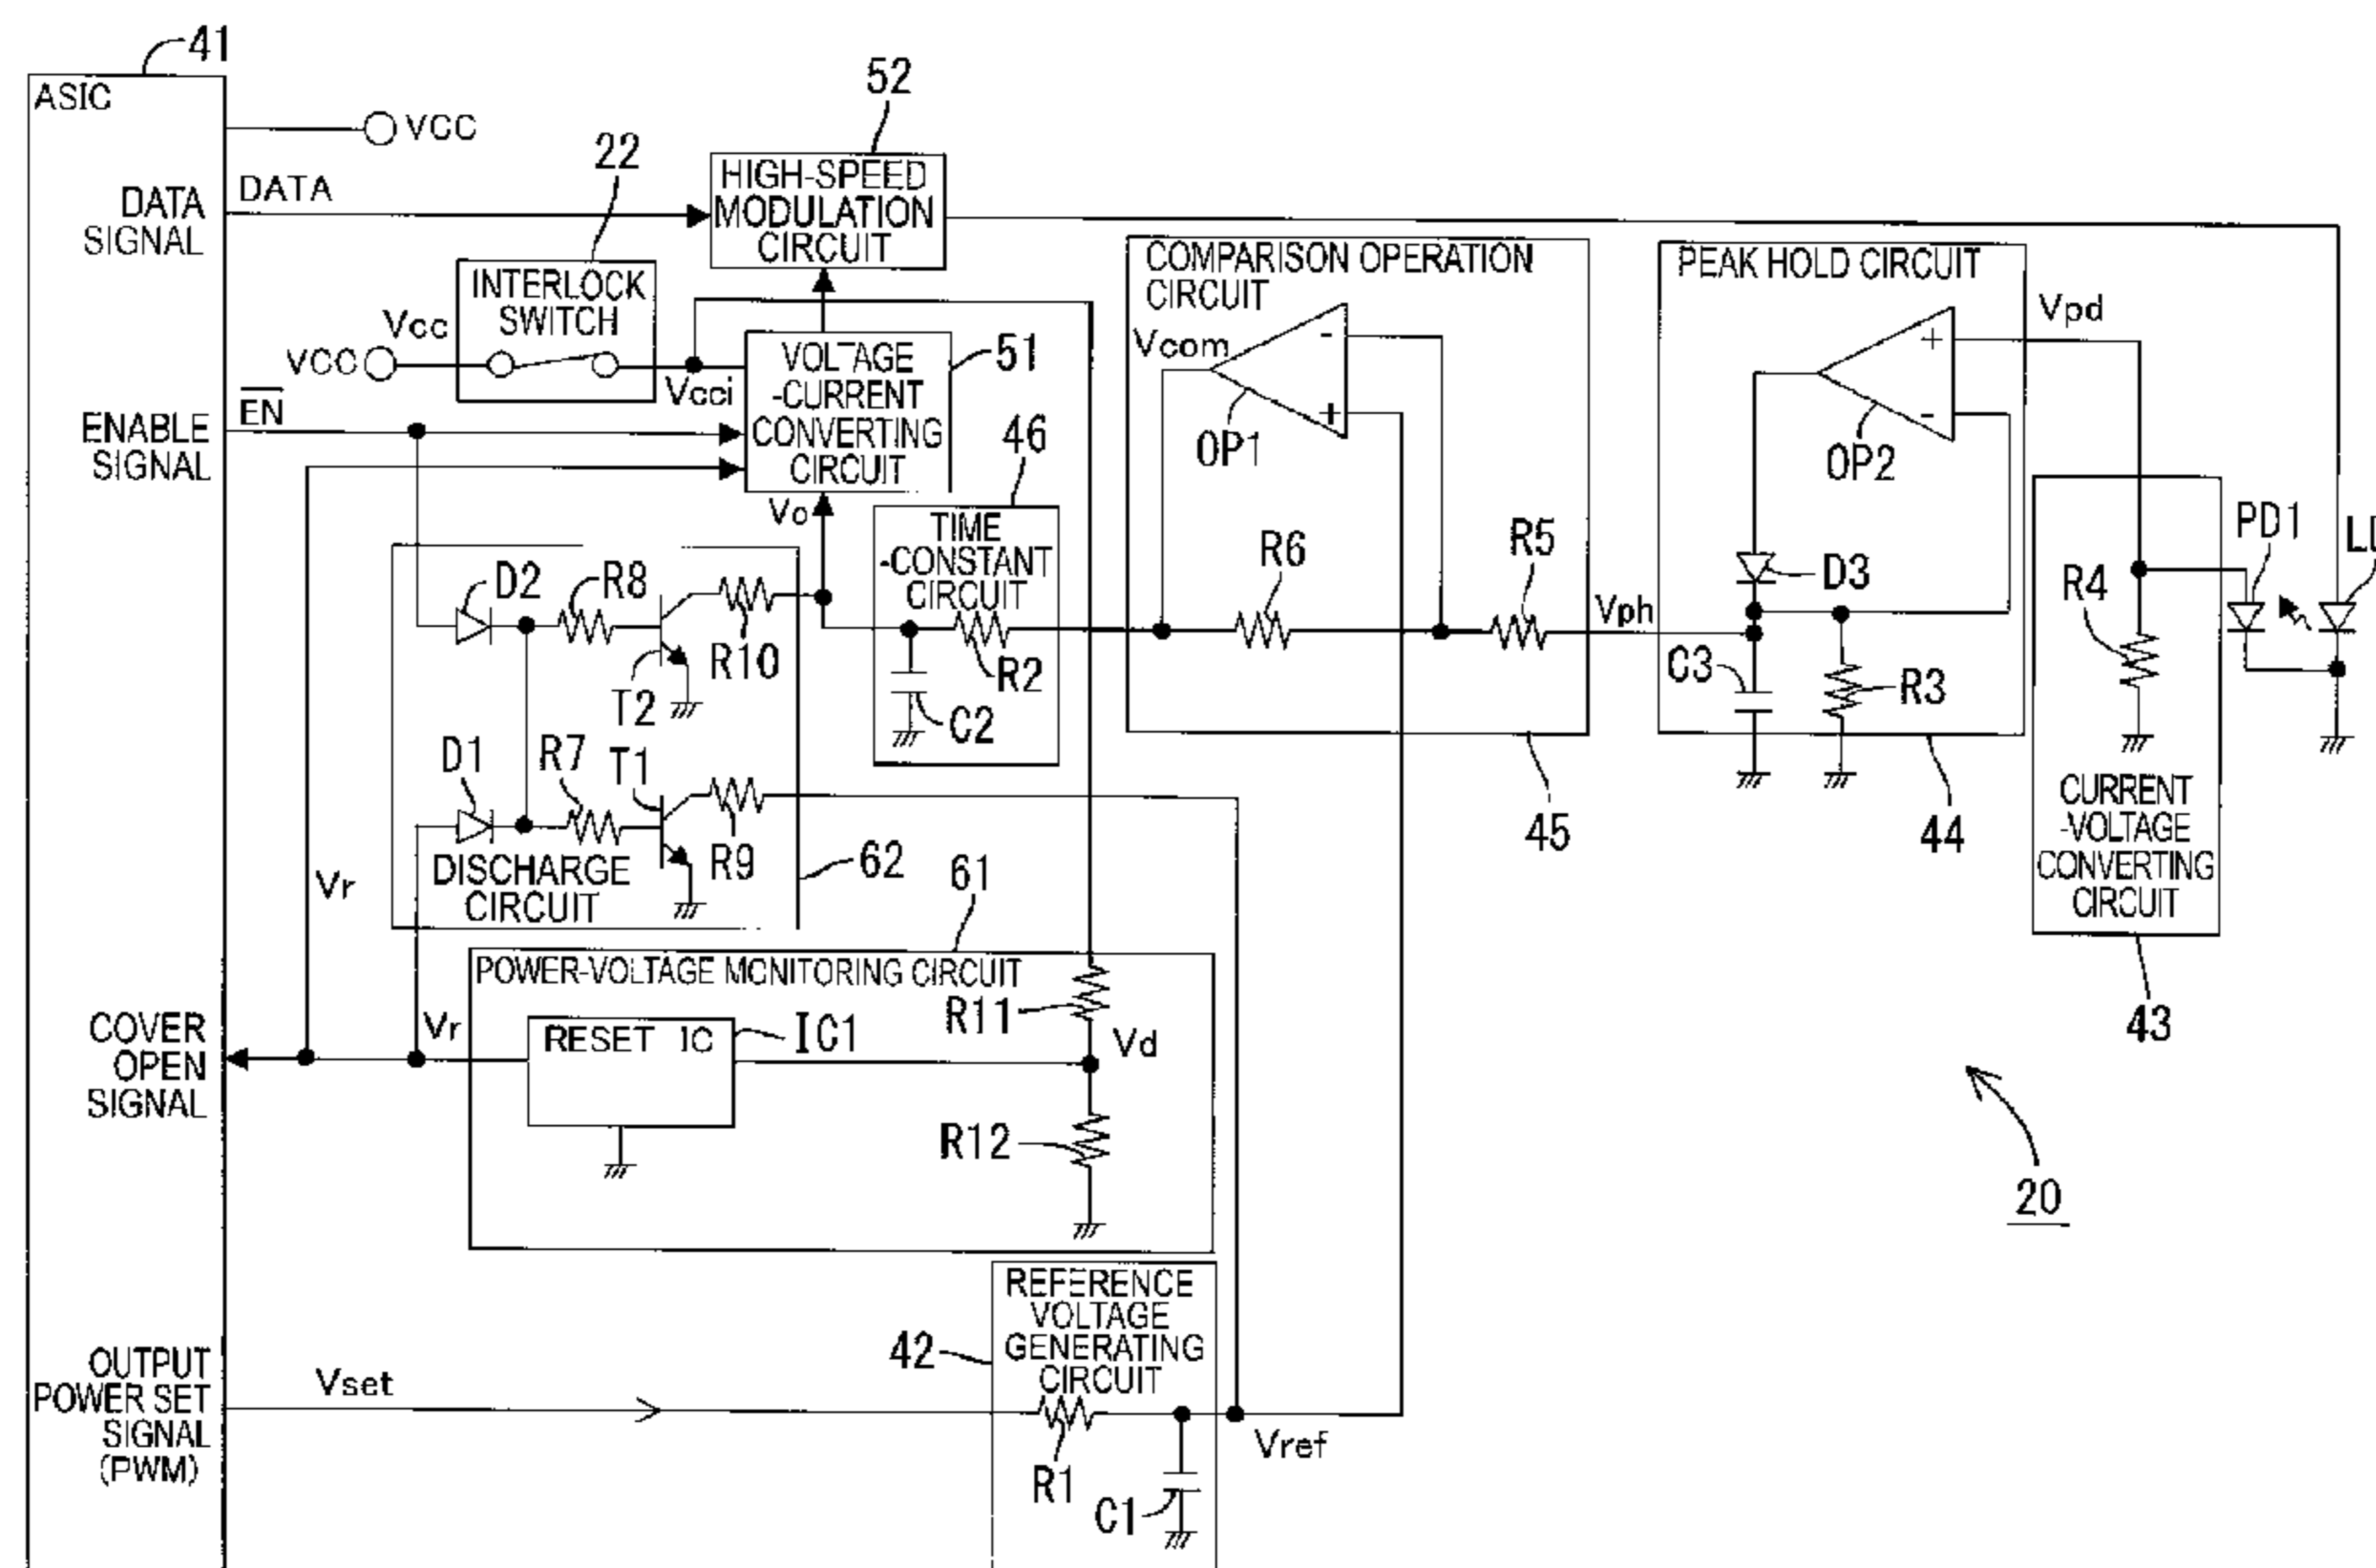 41
ASIC
VCC
52
22
DATA
SIGNAL
DATA
HIGH-SPEED
MODULATION
CIRCUIT
INTERLOCK
SWITCH
Vcc
VCC
Vcci
VOLTAGE
-CURRENT
CONVERTING
CIRCUIT
51
COMPARISON OPERATION
CIRCUIT
Vcom
-
+
OP1
PEAK HOLD CIRCUIT
Vpd
+
-
OP2
ENABLE
SIGNAL
EN
46
Vo
TIME
-CONSTANT
CIRCUIT
R2
C2
R6
R5
Vph
D3
C3
R3
R4
PD1
D2
R8
R10
T2
D1
R7
T1
R9
DISCHARGE
CIRCUIT
62
45
44
CURRENT
-VOLTAGE
CONVERTING
CIRCUIT
43
Vr
61
POWER-VOLTAGE MONITORING CIRCUIT
R11
Vd
R12
RESET IC
IC1
Vr
COVER
OPEN
SIGNAL
20
REFERENCE
VOLTAGE
GENERATING
CIRCUIT
42
OUTPUT
POWER SET
SIGNAL
(PWM)
Vset
R1
C1
Vref